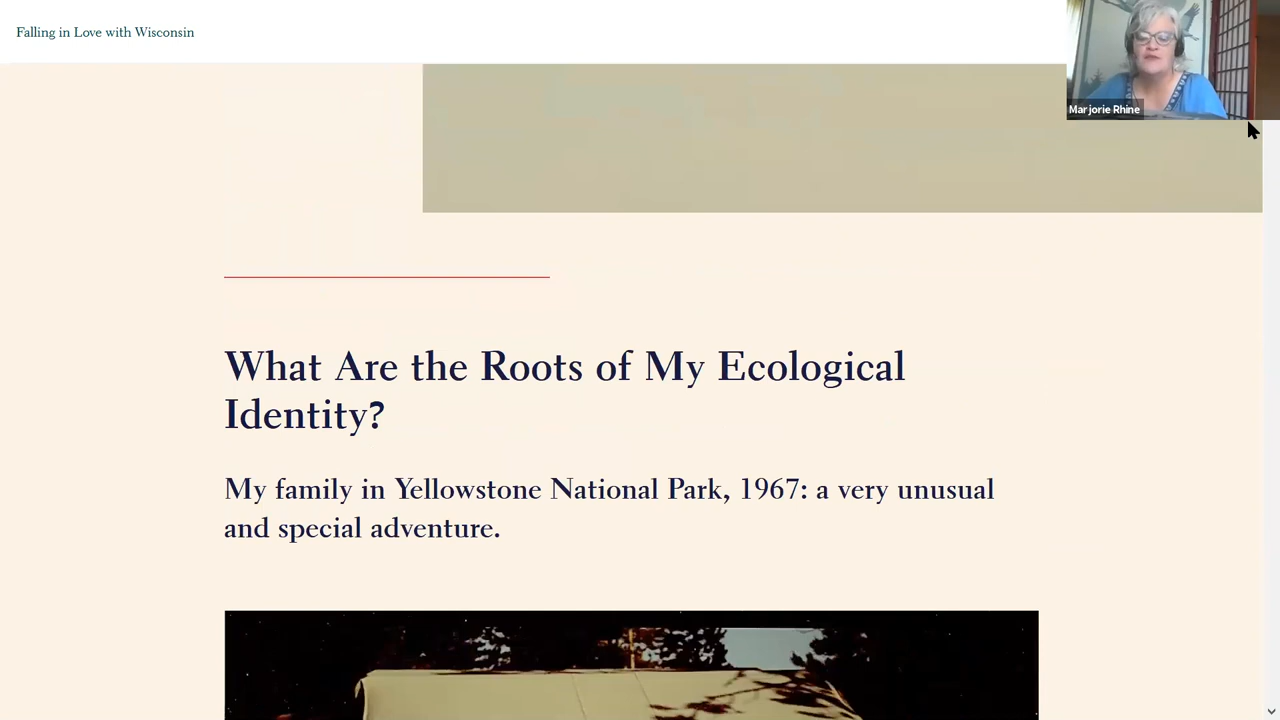 Falling in Love with Wisconsin
Marjorie Rhine
What Are the Roots of My Ecological
Identity?
My family in Yellowstone National Park, 1967: a very unusual
and special adventure.